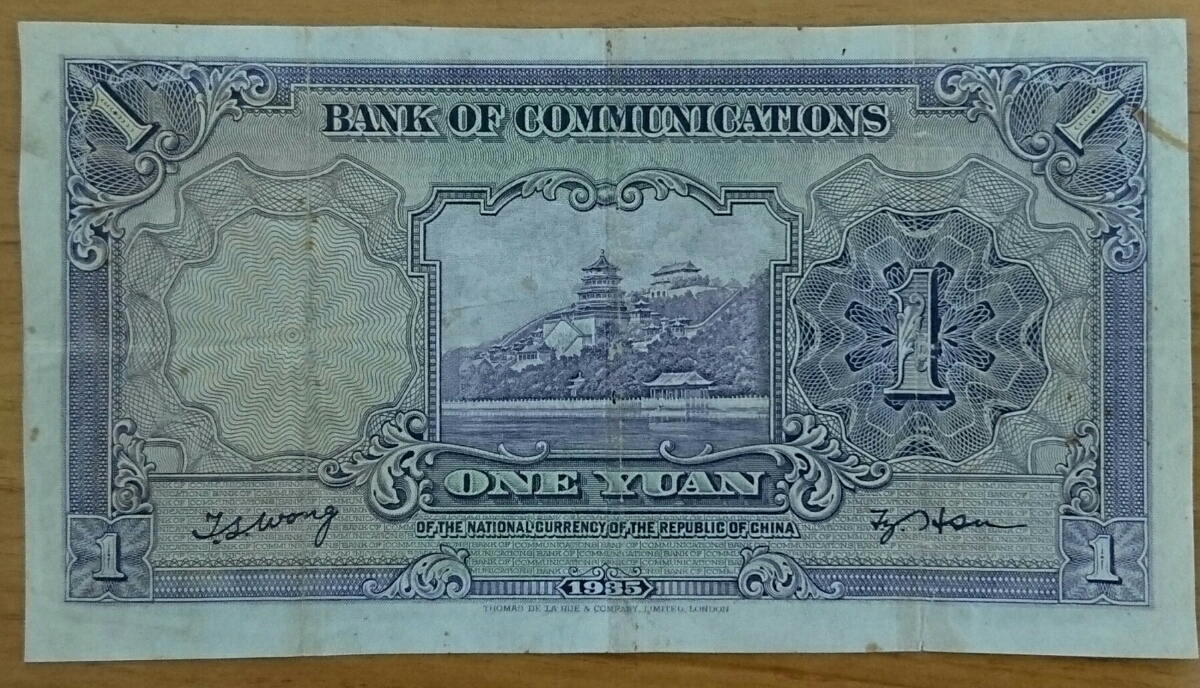 1 1
BANK OF COMMUNICATIONS
1
ONE YUAN
OF THE NATIONAL CURRENCY OF THE REPUBLIC OF CHINA
T.S.Wong
1 1
1935
THOMAS DE LA RUE & COMPANY, LIMITED, LONDON